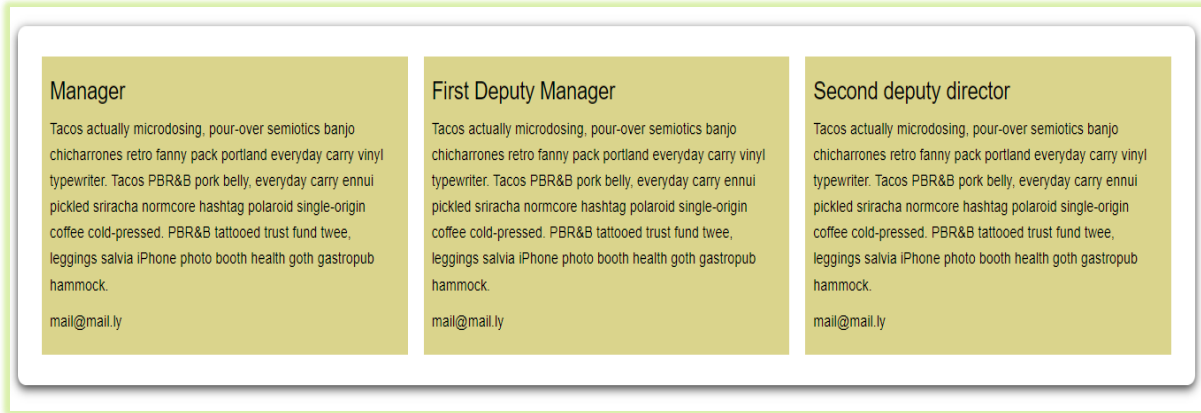 Manager
Tacos actually microdosing, pour-over semiotics banjo
chicharrones retro fanny pack portland everyday carry vinyl
typewriter. Tacos PBR&B pork belly, everyday carry ennui
pickled sriracha normcore hashtag polaroid single-origin
coffee cold-pressed. PBR&B tattooed trust fund twee,
leggings salvia iPhone photo booth health goth gastropub
hammock.
mail@mail.ly
First Deputy Manager
Tacos actually microdosing, pour-over semiotics banjo
chicharrones retro fanny pack portland everyday carry vinyl
typewriter. Tacos PBR&B pork belly, everyday carry ennui
pickled sriracha normcore hashtag polaroid single-origin
coffee cold-pressed. PBR&B tattooed trust fund twee,
leggings salvia iPhone photo booth health goth gastropub
hammock.
mail@mail.ly
Second deputy director
Tacos actually microdosing, pour-over semiotics banjo
chicharrones retro fanny pack portland everyday carry vinyl
typewriter. Tacos PBR&B pork belly, everyday carry ennui
pickled sriracha normcore hashtag polaroid single-origin
coffee cold-pressed. PBR&B tattooed trust fund twee,
leggings salvia iPhone photo booth health goth gastropub
hammock.
mail@mail.ly